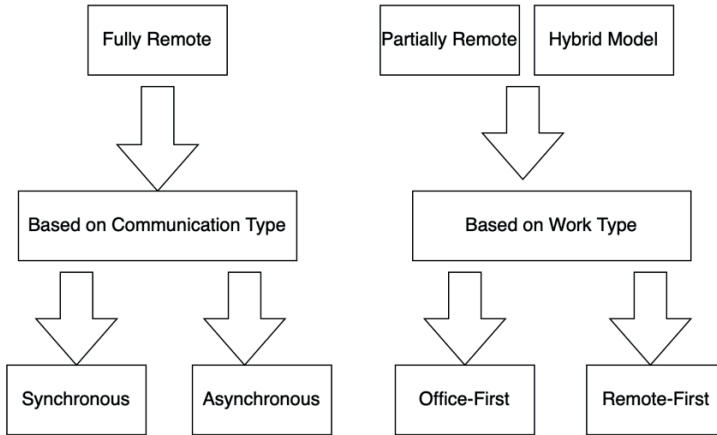 Fully Remote
Partially Remote
Hybrid Model
Based on Communication Type
Based on Work Type
Synchronous
Asynchronous
Office-First
Remote-First